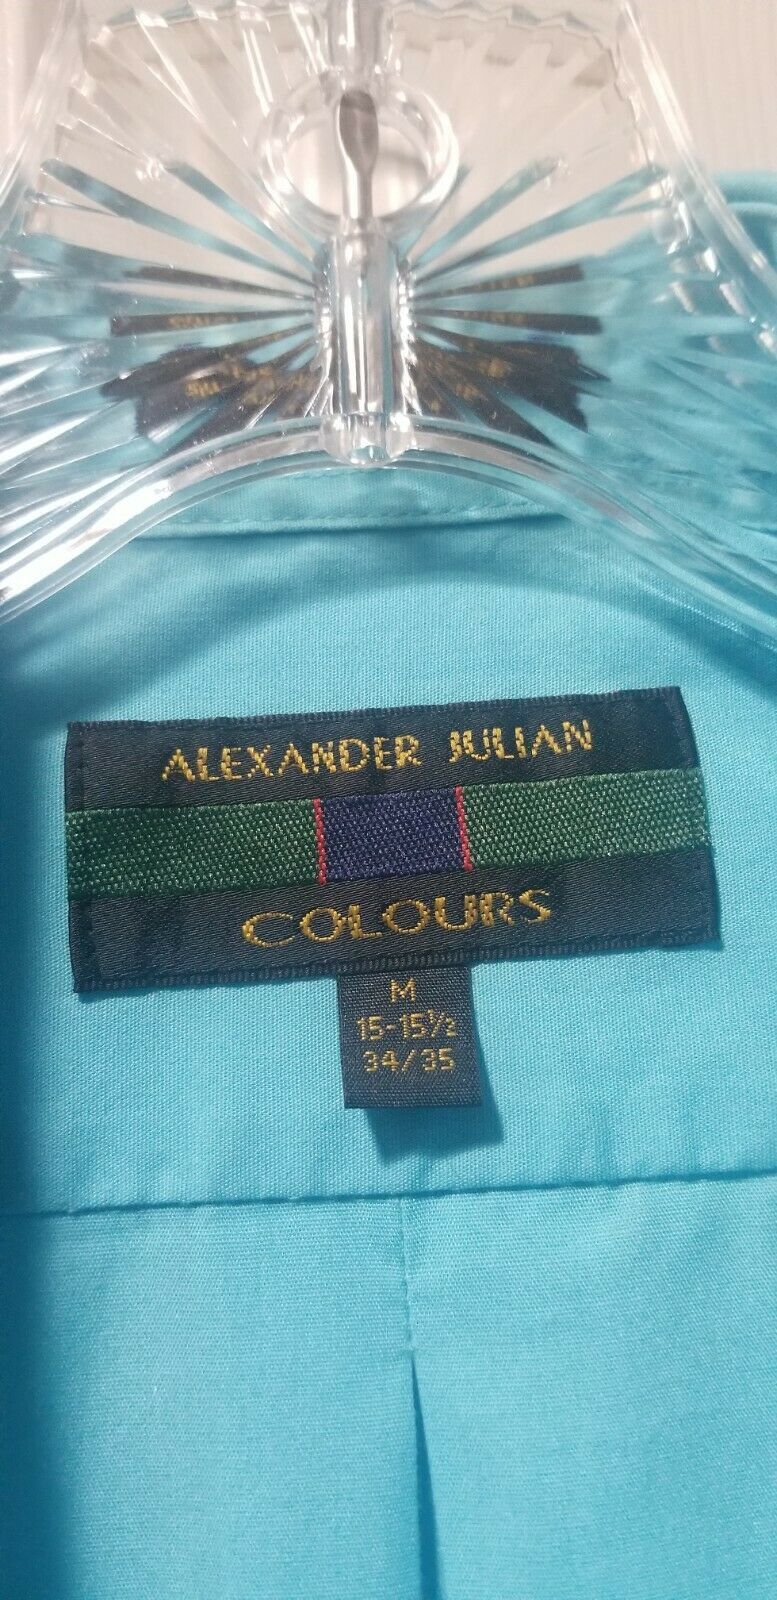 ALEXANDER JULIAN
COLOURS
M
15-15½
34/35